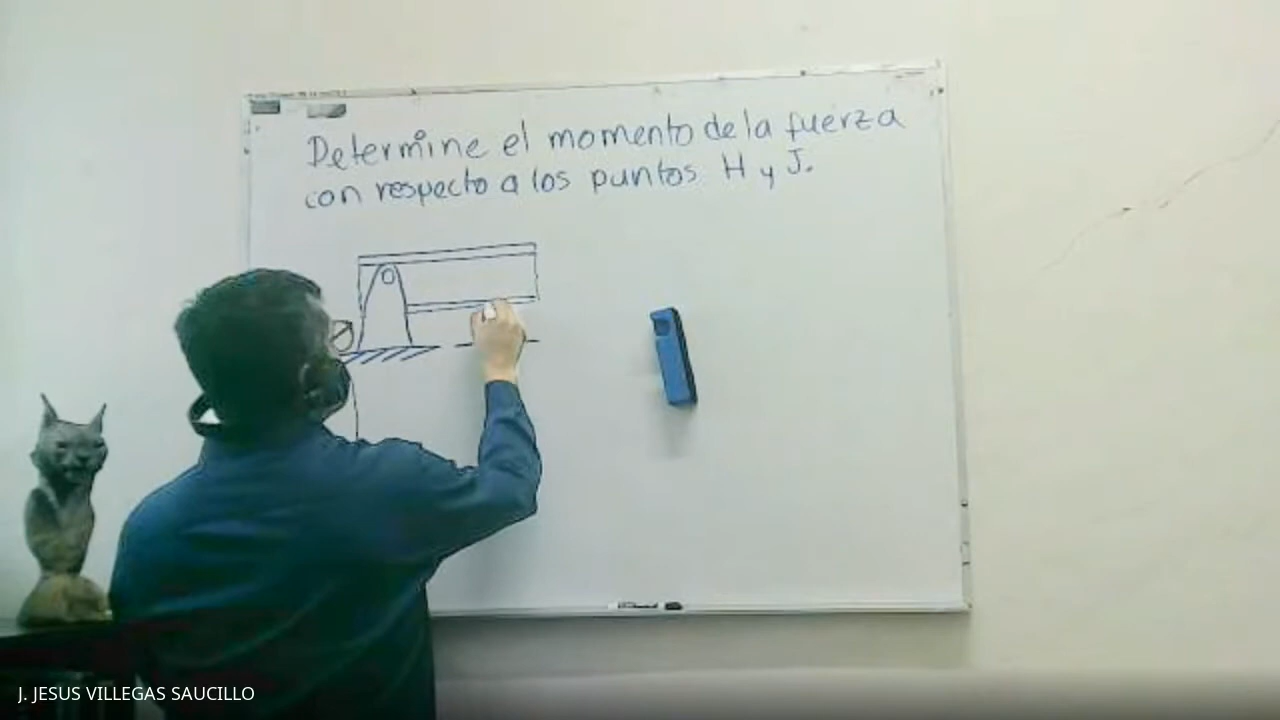 Determine el momento de la fuerza
con respecto a los puntos H y J.
J. JESUS VILLEGAS SAUCILLO